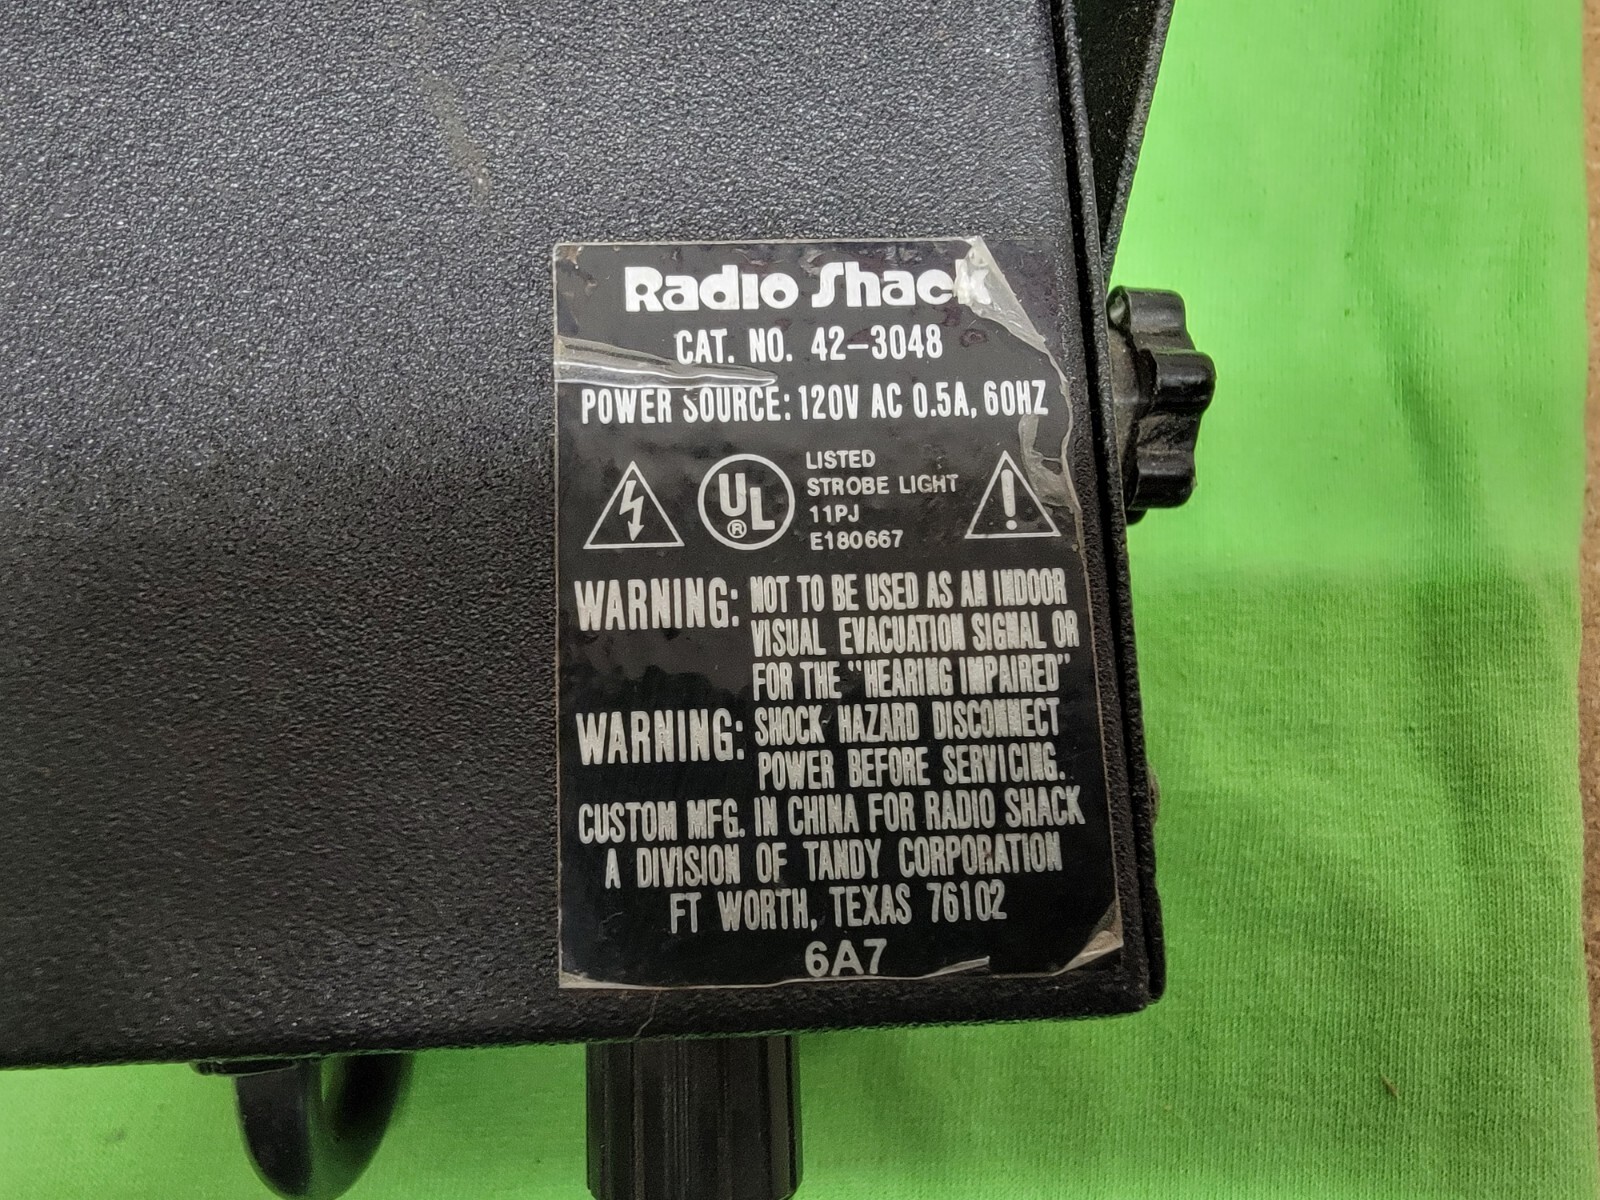 Radio Shack
CAT. NO. 42-3048
POWER SOURCE: 120V AC 0.5A, 60HZ
UL
®
LISTED
STROBE LIGHT
11PJ
E180667
!
WARNING: NOT TO BE USED AS AN INDOOR
VISUAL EVACUATION SIGNAL OR
FOR THE "HEARING IMPAIRED"
WARNING: SHOCK HAZARD DISCONNECT
POWER BEFORE SERVICING.
CUSTOM MFG. IN CHINA FOR RADIO SHACK
A DIVISION OF TANDY CORPORATION
FT WORTH, TEXAS 76102
6A7